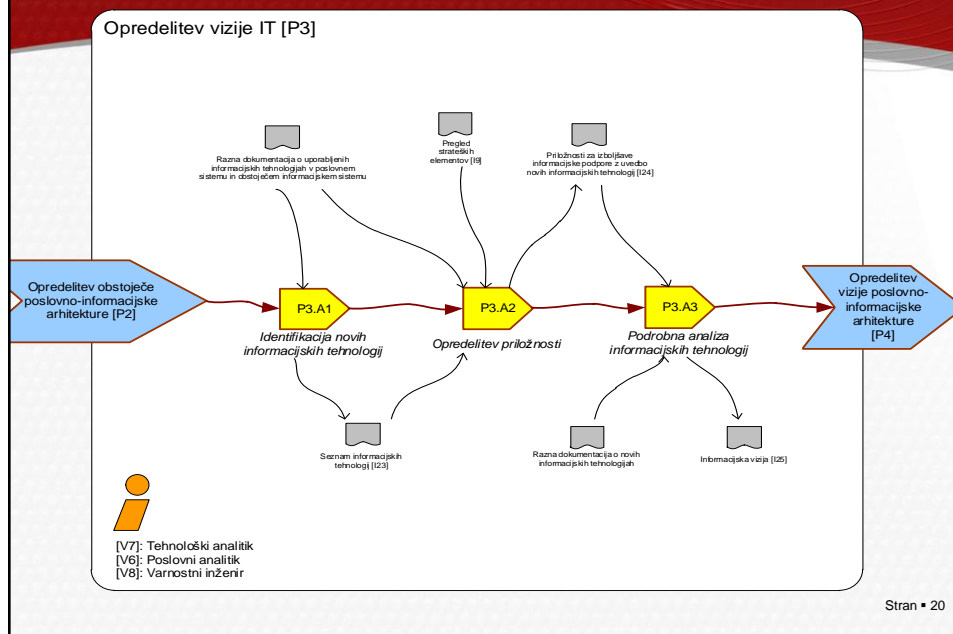 Opredelitev vizije IT [P3]
Razna dokumentacija o uporabljenih
informacijskih tehnologijah v poslovnem
sistemu in obstoječem informacijskem sistemu
Pregled
strateških
elementov [I9]
Priložnosti za izboljšave
informacijske podpore z uvedbo
novih informacijskih tehnologij [I24]
Opredelitev obstoječe
poslovno-informacijske
arhitekture [P2]
P3.A1
Identifikacija novih
informacijskih tehnologij
P3.A2
Opredelitev priložnosti
P3.A3
Podrobna analiza
informacijskih tehnologij
Opredelitev
vizije poslovno-
informacijske
arhitekture
[P4]
Seznam informacijskih
tehnologij [I23]
Razna dokumentacija o novih
informacijskih tehnologijah
Informacijska vizija [I25]
[V7]: Tehnološki analitik
[V6]: Poslovni analitik
[V8]: Varnostni inženir
Stran ▪ 20